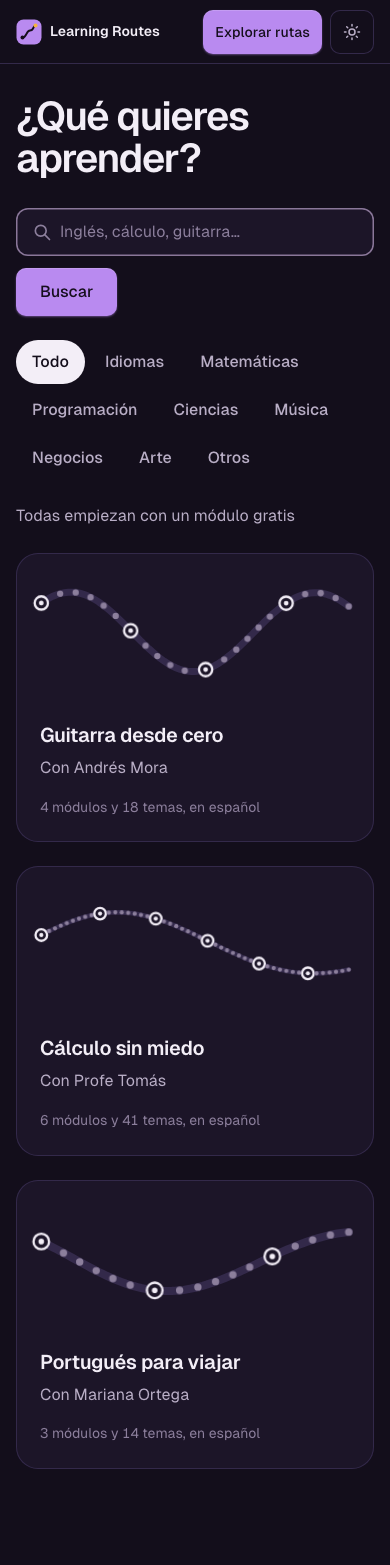 Learning Routes
Explorar rutas
¿Qué quieres
aprender?
Inglés, cálculo, guitarra...
Buscar
Todo Idiomas Matemáticas
Programación Ciencias Música
Negocios Arte Otros
Todas empiezan con un módulo gratis
Guitarra desde cero
Con Andrés Mora
4 módulos y 18 temas, en español
Cálculo sin miedo
Con Profe Tomás
6 módulos y 41 temas, en español
Portugués para viajar
Con Mariana Ortega
3 módulos y 14 temas, en español